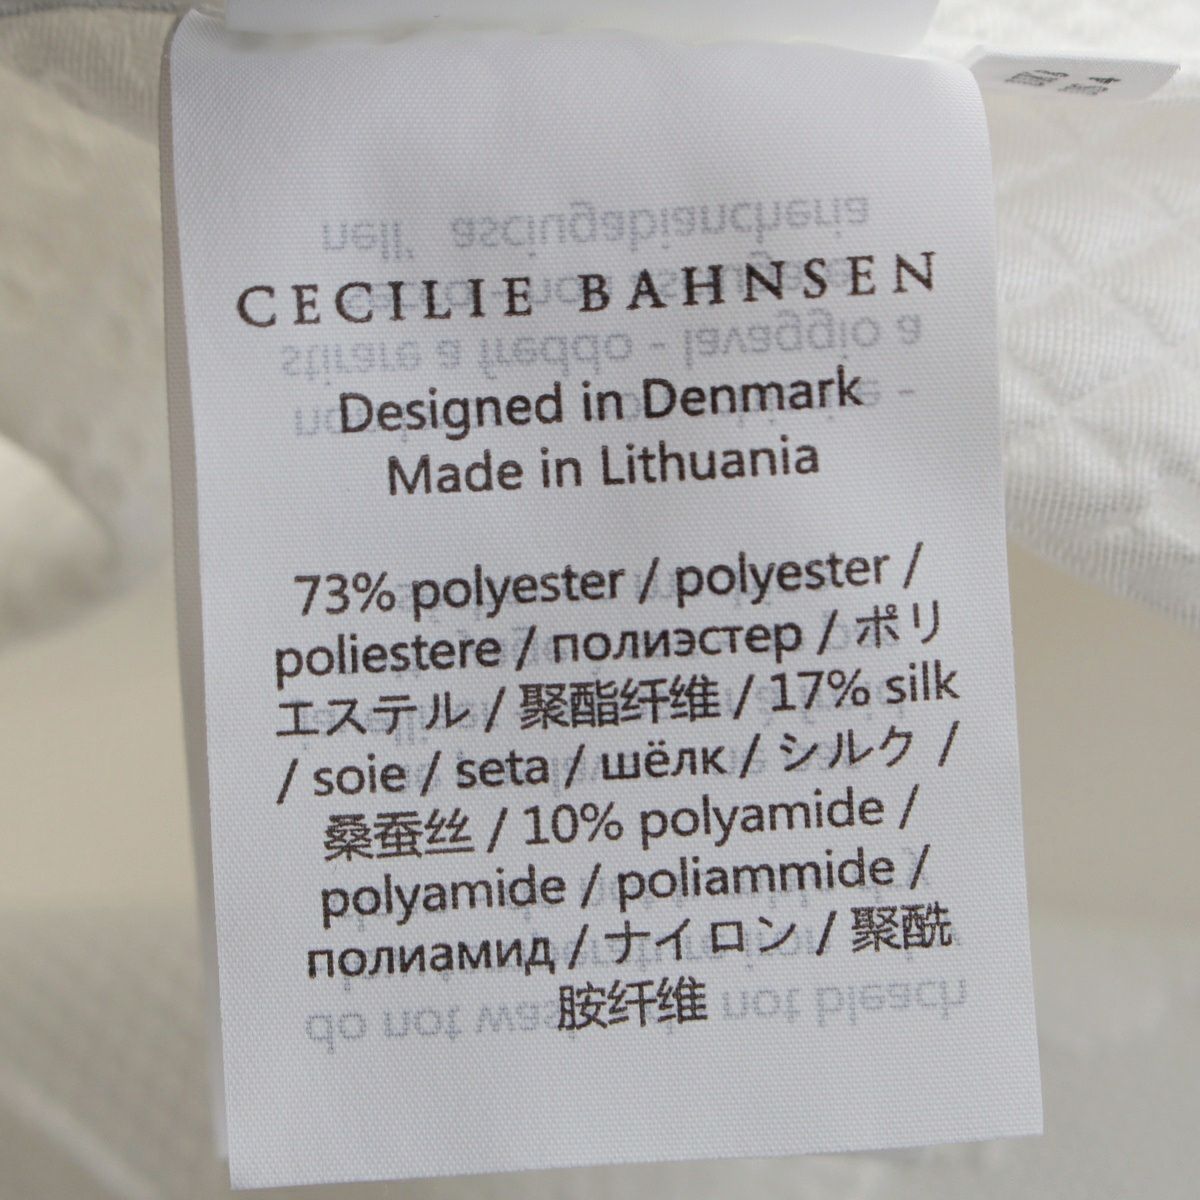 CECILIE BAHNSEN
Designed in Denmark
Made in Lithuania
73% polyester / polyester /
poliestere / полиэстер / ポリ
エステル / 聚酯纤维 / 17% silk
/ soie / seta / шёлк / シルク /
桑蚕丝 / 10% polyamide /
polyamide / poliammide /
полиамид / ナイロン / 聚酰
胺纤维